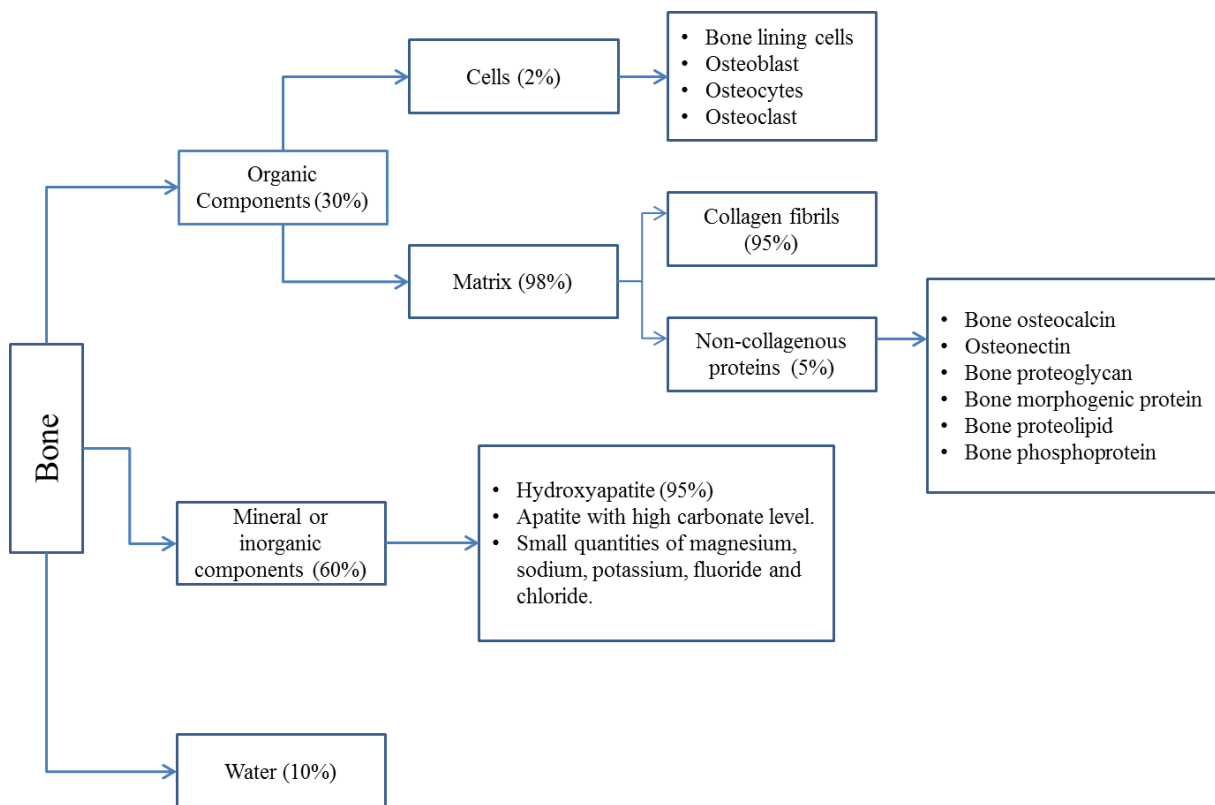 • Bone lining cells
• Osteoblast
• Osteocytes
• Osteoclast
Cells (2%)
Organic
Components (30%)
Collagen fibrils
(95%)
Matrix (98%)
Non-collagenous
proteins (5%)
• Bone osteocalcin
• Osteonectin
• Bone proteoglycan
• Bone morphogenic protein
• Bone proteolipid
• Bone phosphoprotein
Bone
Mineral or
inorganic
components (60%)
• Hydroxyapatite (95%)
• Apatite with high carbonate level.
• Small quantities of magnesium,
sodium, potassium, fluoride and
chloride.
Water (10%)